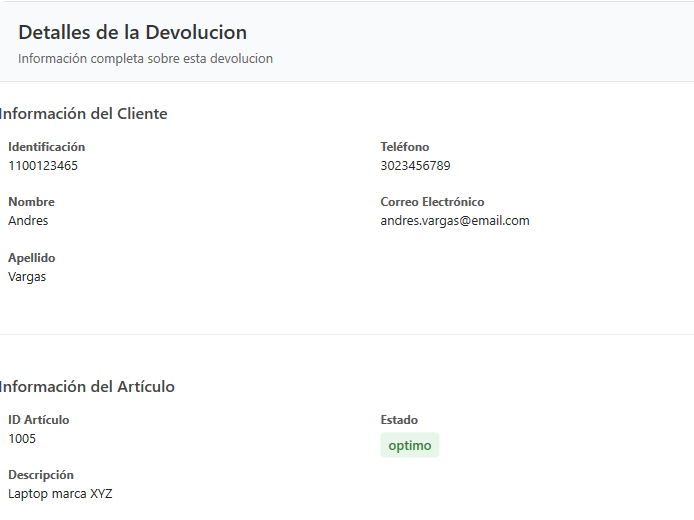 Detalles de la Devolucion
Información completa sobre esta devolucion
Información del Cliente
Identificación
1100123465
Teléfono
3023456789
Nombre
Andres
Correo Electrónico
andres.vargas@email.com
Apellido
Vargas
Información del Artículo
ID Artículo
1005
Estado
optimo
Descripción
Laptop marca XYZ